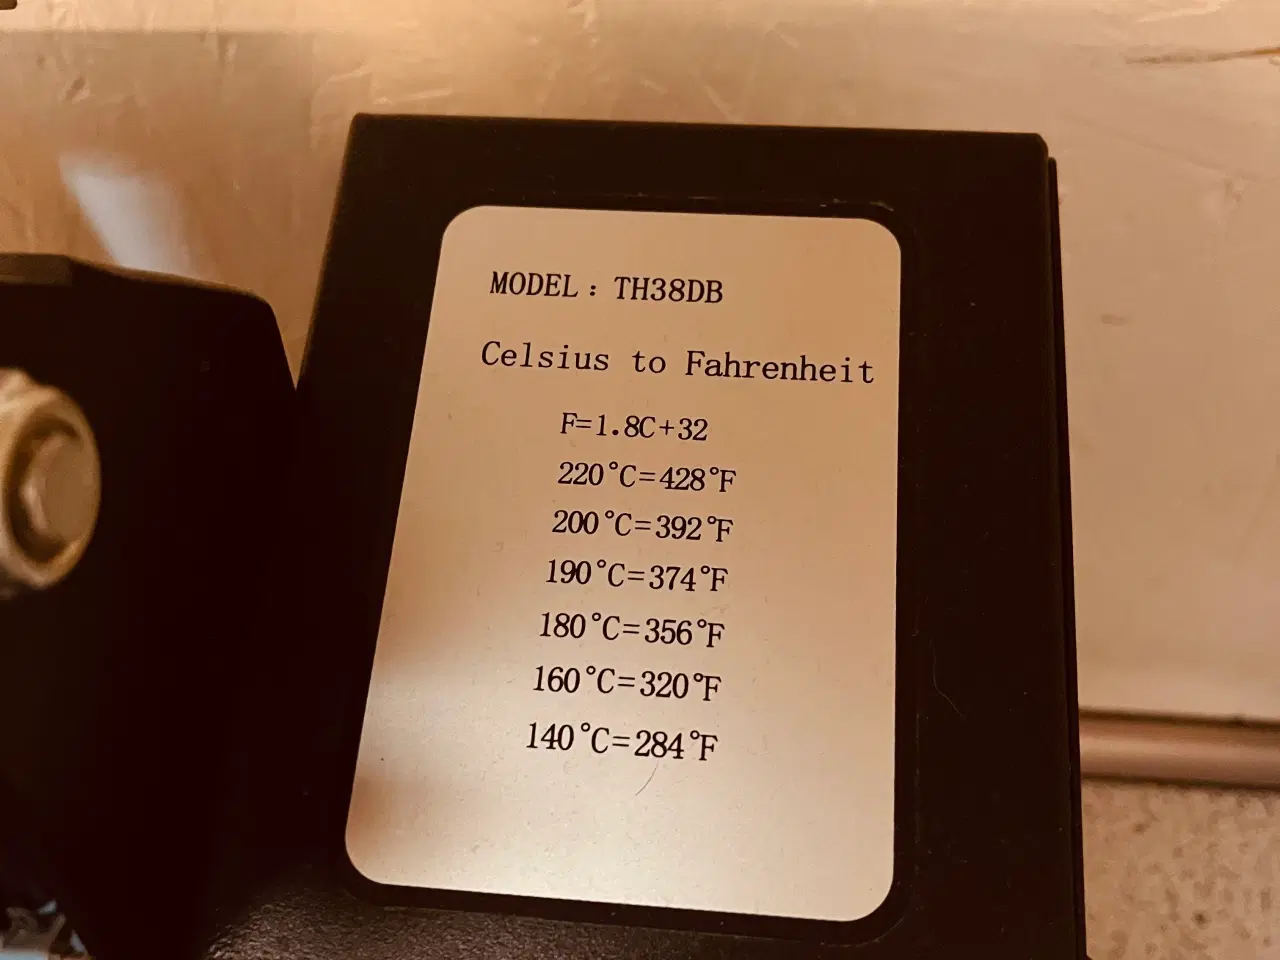 MODEL : TH38DB
Celsius to Fahrenheit
F=1.8C+32
220℃=428℉
200℃=392℉
190℃=374℉
180℃=356℉
160℃=320℉
140℃=284℉